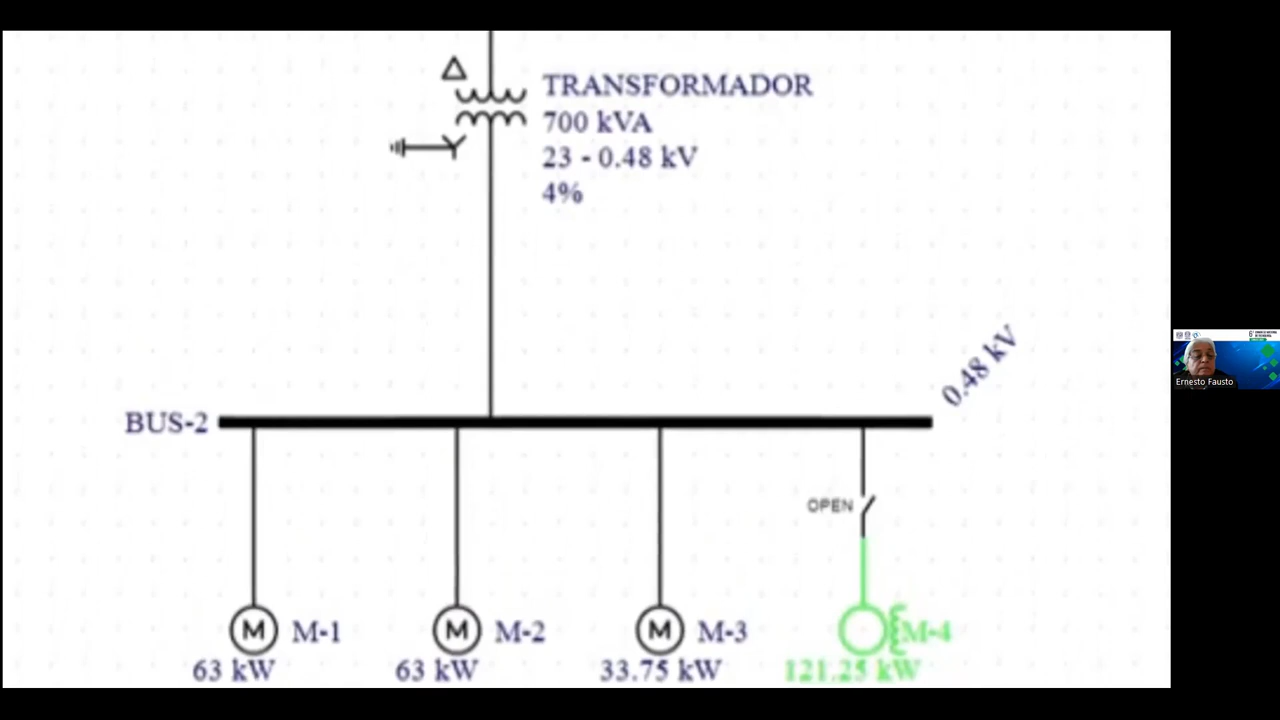 TRANSFORMADOR
700 kVA
23 - 0.48 kV
4%
0.48 kV
BUS-2
OPEN
M M-1
M M-2
M M-3
M-4
63 kW
63 kW
33.75 kW
121.25 kW
Ernesto Fausto